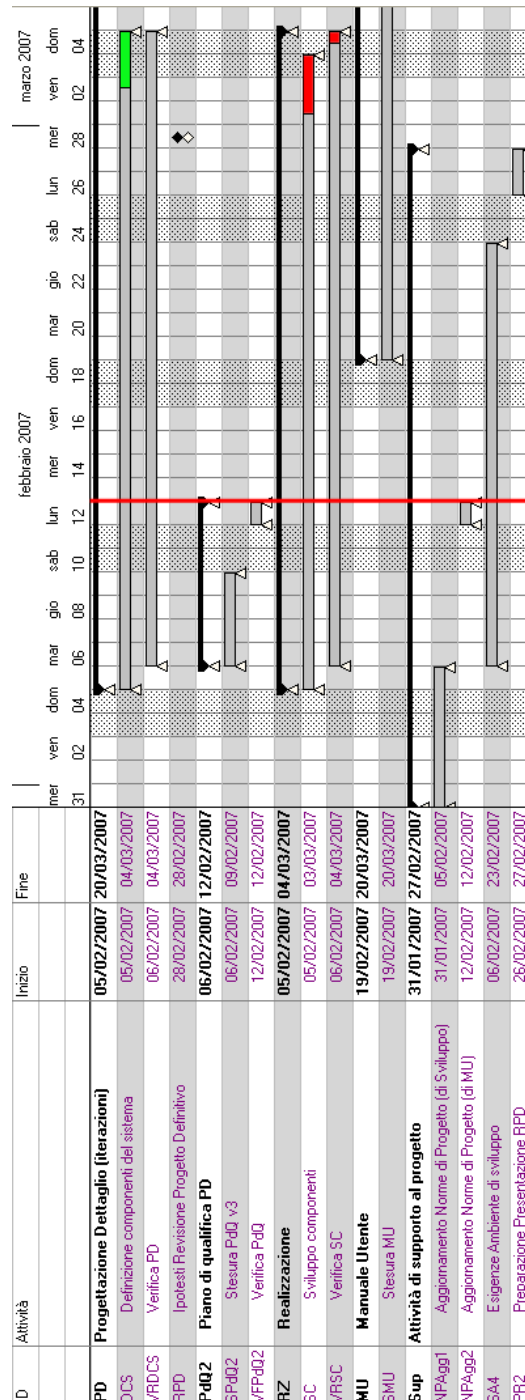 D Attività Inizio Fine febbraio 2007 marzo 2007
mer ven dom mar gio sab lun mer ven dom mar gio sab lun mer ven dom
31 02 04 06 08 10 12 14 16 18 20 22 24 26 28 02 04
PD Progettazione Dettaglio (iterazioni) 05/02/2007 20/03/2007
DCS Definizione componenti del sistema 05/02/2007 04/03/2007
VRDCS Verifica PD 06/02/2007 04/03/2007
RPD Ipotesti Revisione Progetto Definitivo 28/02/2007 28/02/2007
PdQ2 Piano di qualifica PD 06/02/2007 12/02/2007
SPdQ2 Stesura PdQ v3 06/02/2007 09/02/2007
VFPdQ2 Verifica PdQ 12/02/2007 12/02/2007
RZ Realizzazione 05/02/2007 04/03/2007
SC Sviluppo componenti 05/02/2007 03/03/2007
VRSC Verifica SC 06/02/2007 04/03/2007
MU Manuale Utente 19/02/2007 20/03/2007
SMU Stesura MU 19/02/2007 20/03/2007
Sup Attività di supporto al progetto 31/01/2007 27/02/2007
NPAgg1 Aggiornamento Norme di Progetto (di Sviluppo) 31/01/2007 05/02/2007
NPAgg2 Aggiornamento Norme di Progetto (di MU) 12/02/2007 12/02/2007
SA4 Esigenze Ambiente di sviluppo 06/02/2007 23/02/2007
PR2 Preparazione Presentazione RPD 26/02/2007 27/02/2007